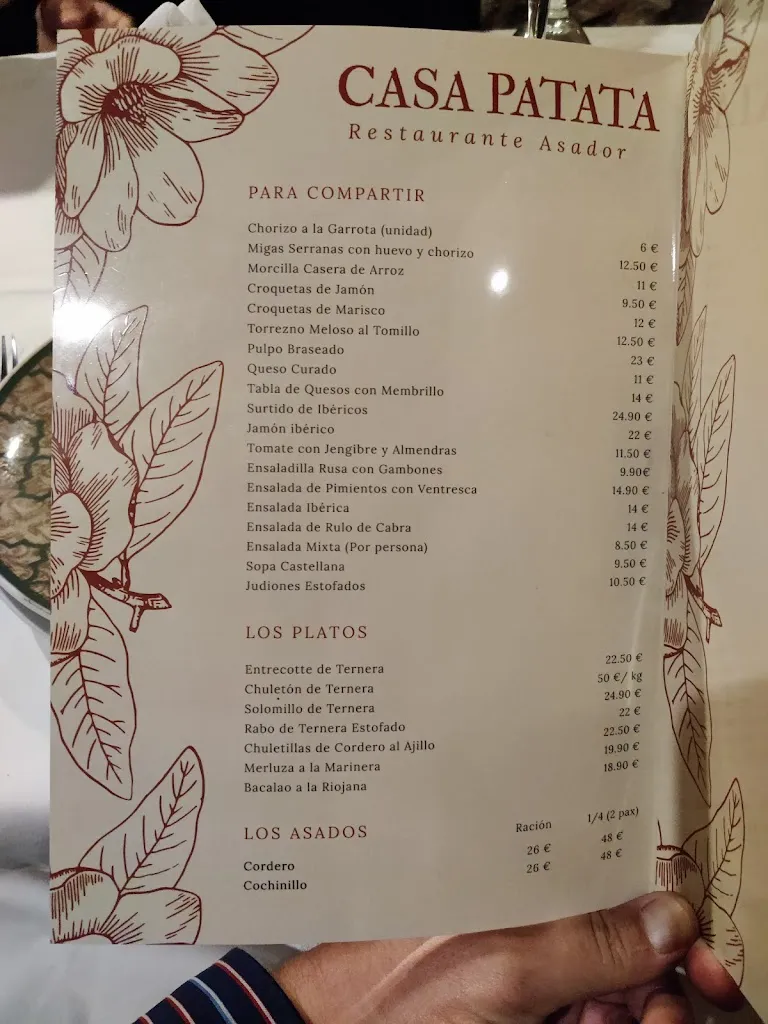 CASA PATATA
Restaurante Asador
PARA COMPARTIR
Chorizo a la Garrota (unidad) 6 €
Migas Serranas con huevo y chorizo 12.50 €
Morcilla Casera de Arroz 11 €
Croquetas de Jamón 9.50 €
Croquetas de Marisco 12 €
Torrezno Meloso al Tomillo 12.50 €
Pulpo Braseado 23 €
Queso Curado 11 €
Tabla de Quesos con Membrillo 14 €
Surtido de Ibéricos 24.90 €
Jamón ibérico 22 €
Tomate con Jengibre y Almendras 11.50 €
Ensaladilla Rusa con Gambones 9.90€
Ensalada de Pimientos con Ventresca 14.90 €
Ensalada Ibérica 14 €
Ensalada de Rulo de Cabra 14 €
Ensalada Mixta (Por persona) 8.50 €
Sopa Castellana 9.50 €
Judiones Estofados 10.50 €
LOS PLATOS
Entrecotte de Ternera 22.50 €
Chuletón de Ternera 50 €/ kg
Solomillo de Ternera 24.90 €
Rabo de Ternera Estofado 22 €
Chuletillas de Cordero al Ajillo 22.50 €
Merluza a la Marinera 19.90 €
Bacalao a la Riojana 18.90 €
LOS ASADOS Ración 1/4 (2 pax)
Cordero 26 € 48 €
Cochinillo 26 € 48 €